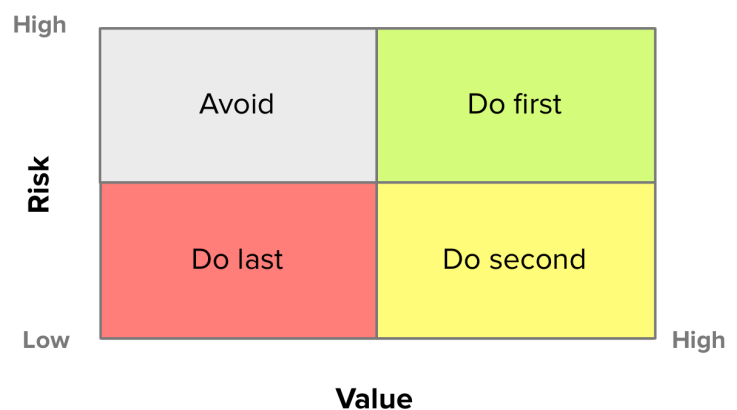 High
Avoid
Do first
Risk
Do last
Do second
Low
High
Value